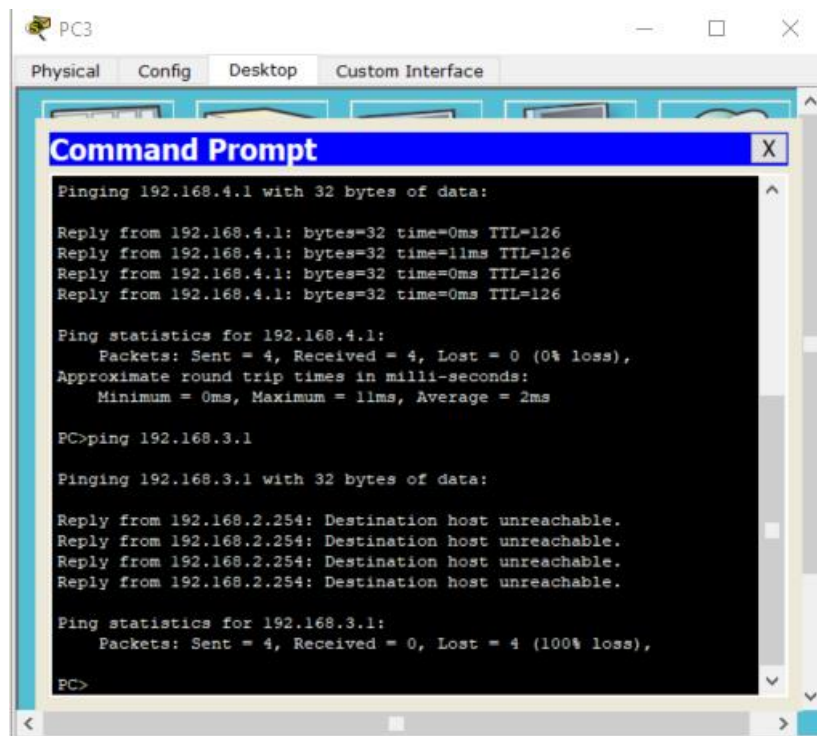 PC3
Physical Config Desktop Custom Interface
Command Prompt X
Pinging 192.168.4.1 with 32 bytes of data:
Reply from 192.168.4.1: bytes=32 time=0ms TTL=126
Reply from 192.168.4.1: bytes=32 time=11ms TTL=126
Reply from 192.168.4.1: bytes=32 time=0ms TTL=126
Reply from 192.168.4.1: bytes=32 time=0ms TTL=126
Ping statistics for 192.168.4.1:
Packets: Sent = 4, Received = 4, Lost = 0 (0% loss),
Approximate round trip times in milli-seconds:
Minimum = 0ms, Maximum = 11ms, Average = 2ms
PC>ping 192.168.3.1
Pinging 192.168.3.1 with 32 bytes of data:
Reply from 192.168.2.254: Destination host unreachable.
Reply from 192.168.2.254: Destination host unreachable.
Reply from 192.168.2.254: Destination host unreachable.
Reply from 192.168.2.254: Destination host unreachable.
Ping statistics for 192.168.3.1:
Packets: Sent = 4, Received = 0, Lost = 4 (100% loss),
PC>